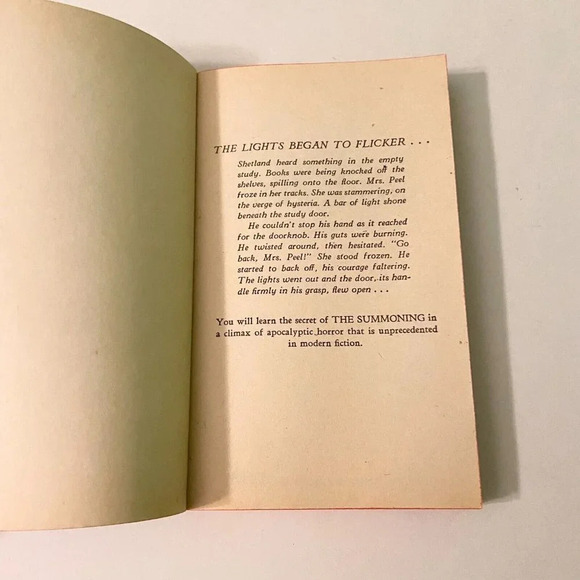 THE LIGHTS BEGAN TO FLICKER . . .
Shetland heard something in the empty
study. Books were being knocked off the
shelves, spilling onto the floor. Mrs. Peel
froze in her tracks. She was stammering, on
the verge of hysteria. A bar of light shone
beneath the study door.
He couldn't stop his hand as it reached
for the doorknob. His guts were burning.
He twisted around, then hesitated. "Go
back, Mrs. Peel!" She stood frozen. He
started to back off, his courage faltering.
The lights went out and the door, its han-
dle firmly in his grasp, flew open . . .
You will learn the secret of THE SUMMONING in
a climax of apocalyptic horror that is unprecedented
in modern fiction.